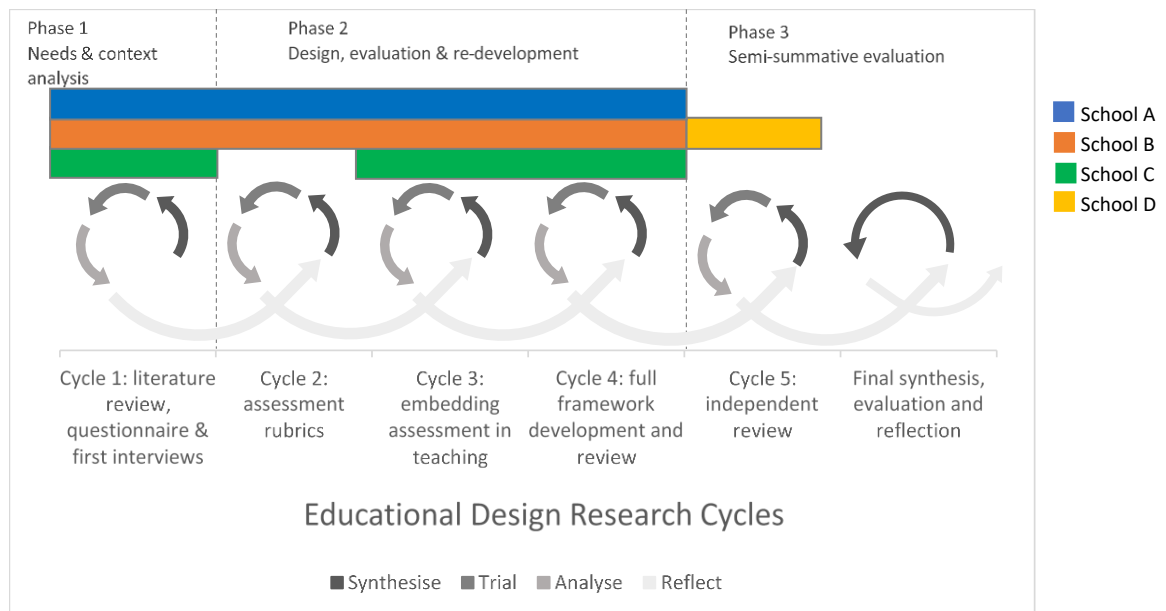 Phase 1
Needs & context
analysis
Phase 2
Design, evaluation & re-development
Phase 3
Semi-summative evaluation
School A
School B
School C
School D
Cycle 1: literature
review,
questionnaire &
first interviews
Cycle 2:
assessment
rubrics
Cycle 3:
embedding
assessment in
teaching
Cycle 4: full
framework
development and
review
Cycle 5:
independent
review
Final synthesis,
evaluation and
reflection
Educational Design Research Cycles
Synthesise Trial Analyse Reflect